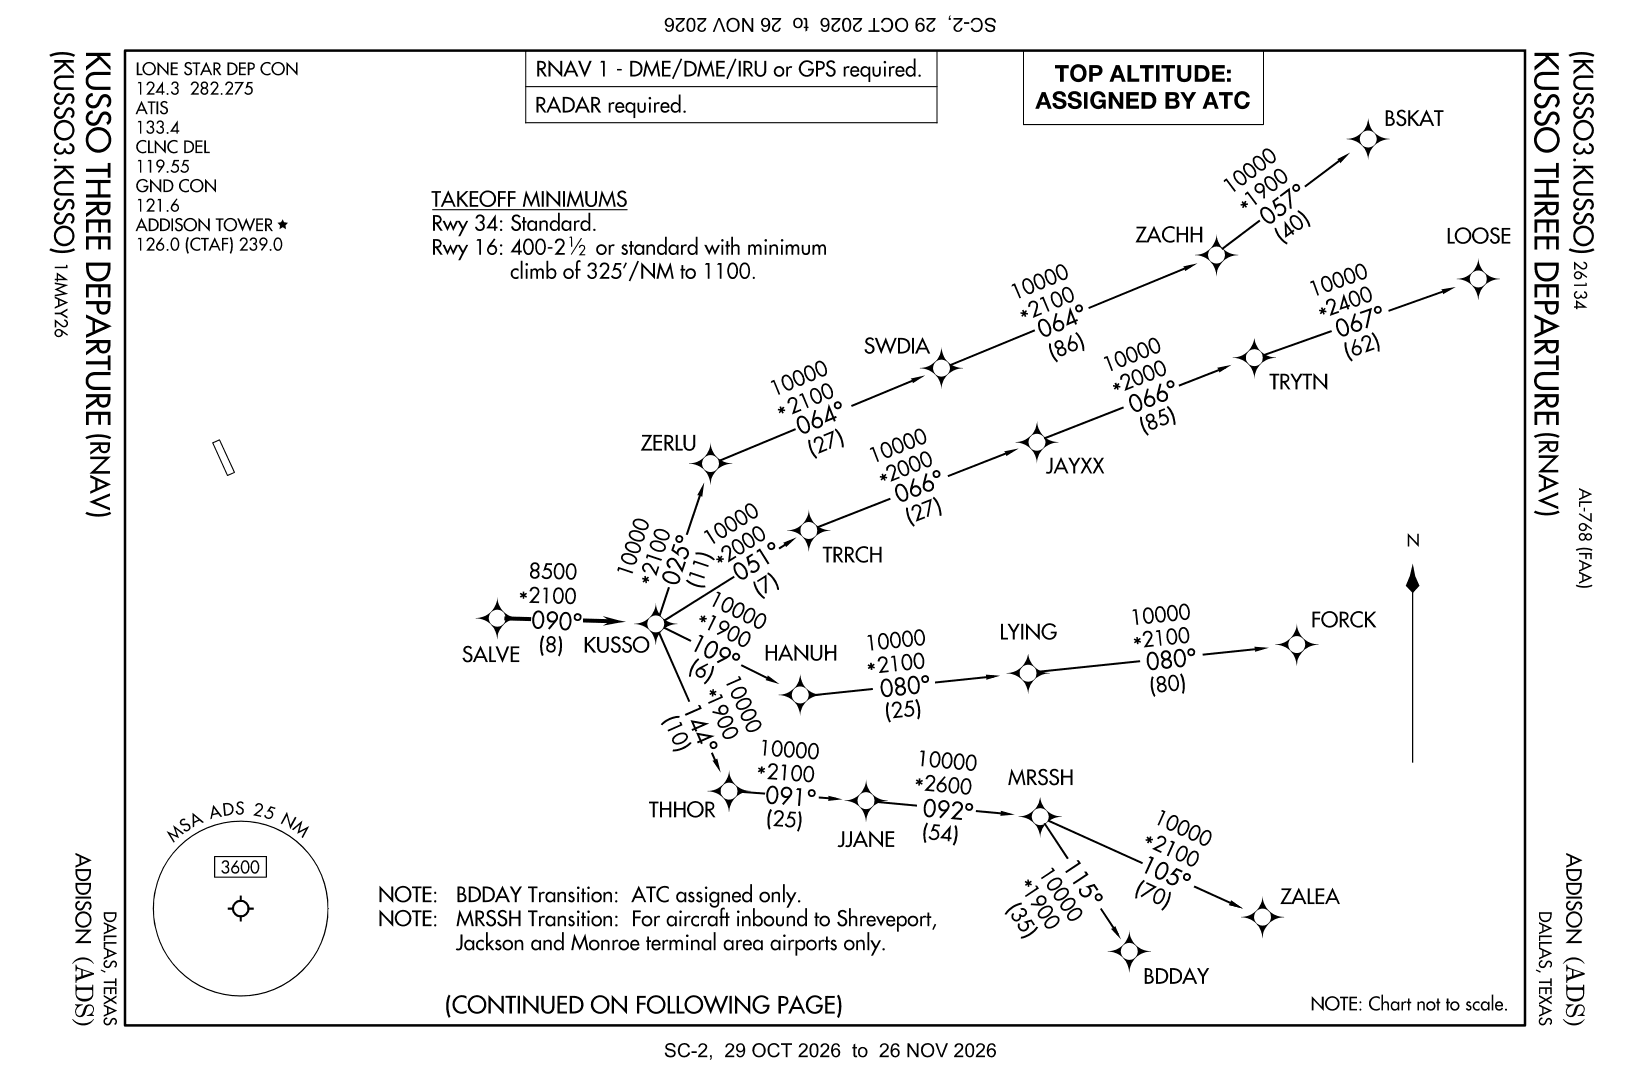 SC-2, 29 OCT 2026 to 26 NOV 2026
KUSSO THREE DEPARTURE (RNAV)
(KUSSO3.KUSSO) 14MAY26
ADDISON (ADS)
DALLAS, TEXAS
LONE STAR DEP CON
124.3 282.275
ATIS
133.4
CLNC DEL
119.55
GND CON
121.6
ADDISON TOWER ★
126.0 (CTAF) 239.0
RNAV 1 - DME/DME/IRU or GPS required.
RADAR required.
TOP ALTITUDE:
ASSIGNED BY ATC
TAKEOFF MINIMUMS
Rwy 34: Standard.
Rwy 16: 400-2½ or standard with minimum
climb of 325'/NM to 1100.
BSKAT
10000
*1900
057°
(40)
ZACHH
LOOSE
10000
*2400
067°
(62)
10000
*2100
064°
(86)
SWDIA
TRYTN
10000
*2000
066°
(85)
10000
*2100
064°
(27)
ZERLU
JAYXX
10000
*2000
066°
(27)
10000
*2100
025°
(11)
10000
*2000
051°
(7)
TRRCH
N
8500
*2100
090°
(8)
SALVE
KUSSO
10000
*1900
109°
(6)
HANUH
10000
*2100
080°
(25)
LYING
10000
*2100
080°
(80)
FORCK
10000
*1900
144°
(10)
THHOR
10000
*2100
091°
(25)
JJANE
10000
*2600
092°
(54)
MRSSH
10000
*2100
105°
(70)
ZALEA
115°
10000
*1900
(35)
BDDAY
MSA ADS 25 NM
3600
NOTE: BDDAY Transition: ATC assigned only.
NOTE: MRSSH Transition: For aircraft inbound to Shreveport,
Jackson and Monroe terminal area airports only.
(CONTINUED ON FOLLOWING PAGE)
NOTE: Chart not to scale.
KUSSO THREE DEPARTURE (RNAV)
(KUSSO3.KUSSO) 26134
AL-768 (FAA)
ADDISON (ADS)
DALLAS, TEXAS
SC-2, 29 OCT 2026 to 26 NOV 2026